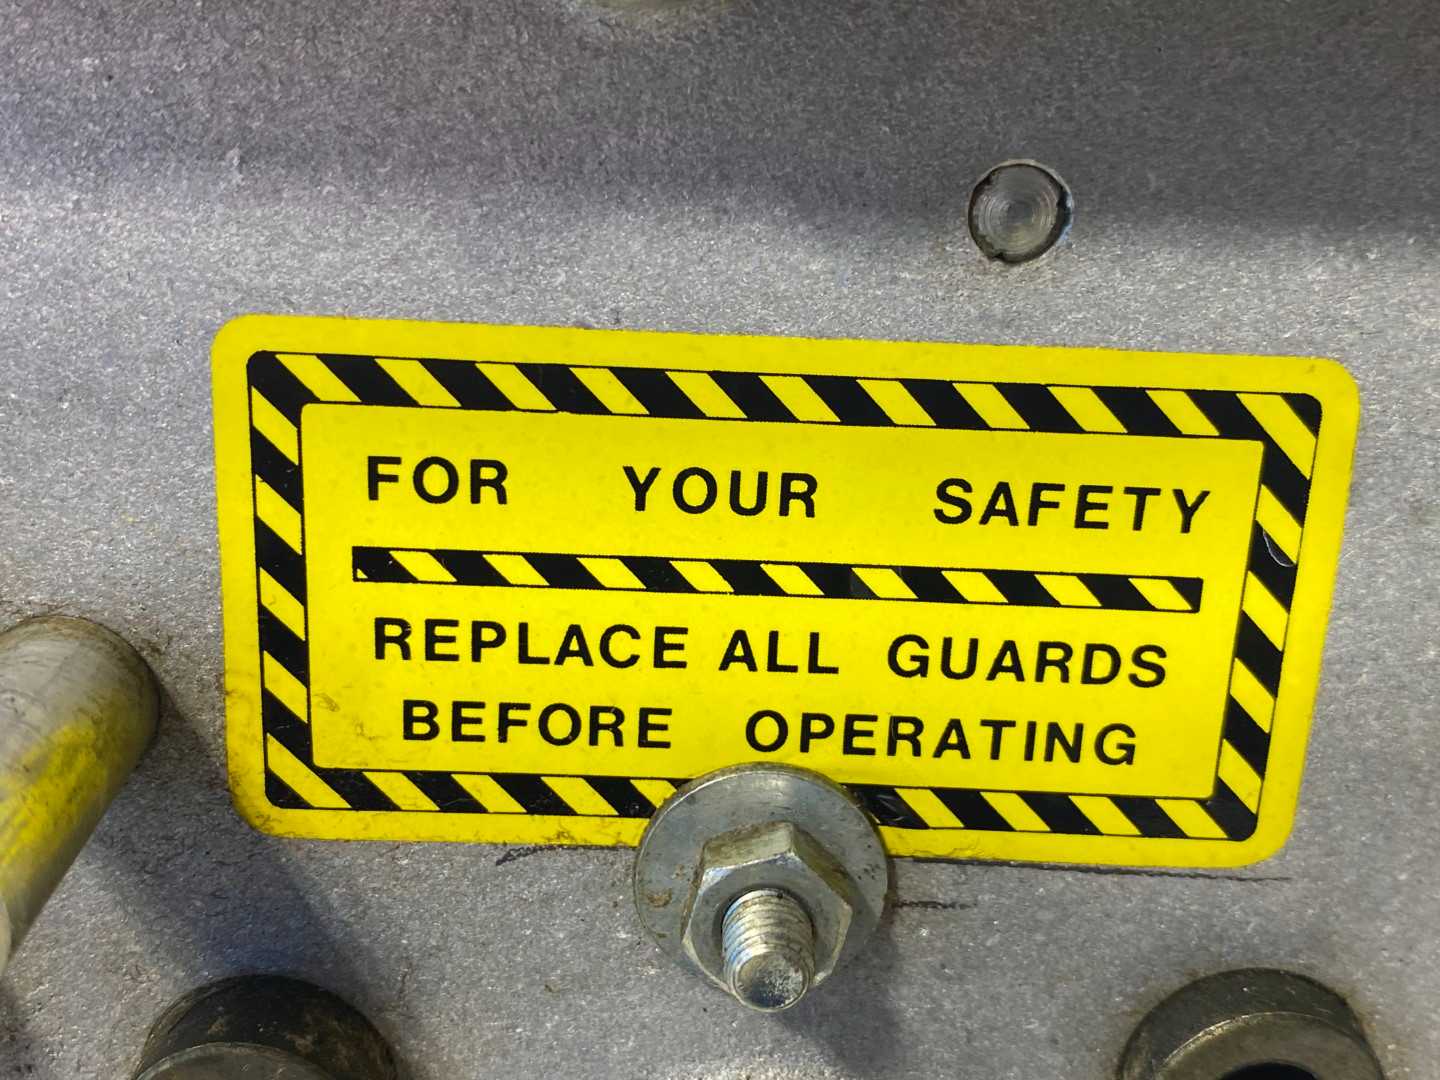 FOR YOUR SAFETY
REPLACE ALL GUARDS
BEFORE OPERATING